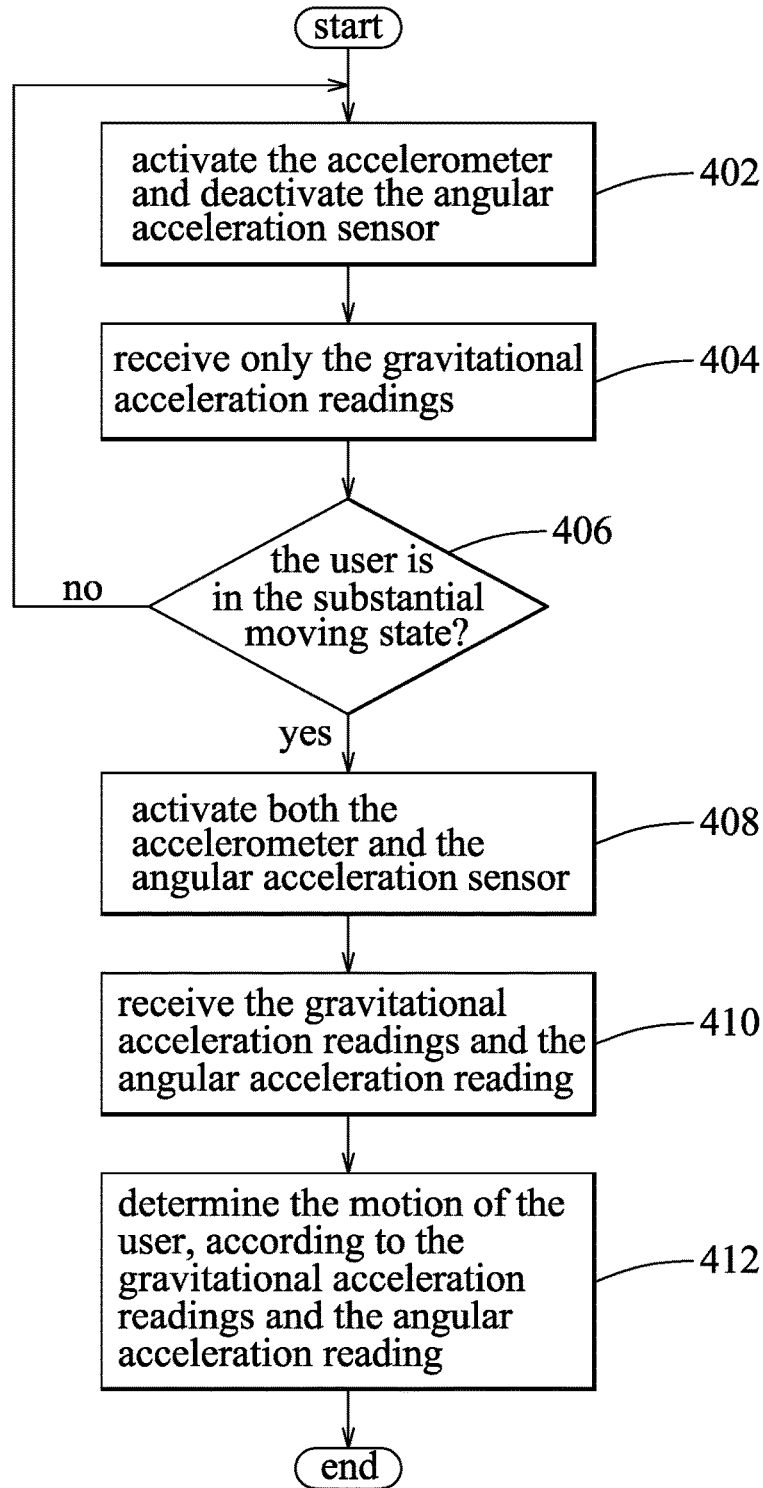 start
activate the accelerometer
and deactivate the angular
acceleration sensor
402
receive only the gravitational
acceleration readings
404
406
the user is
in the substantial
moving state?
no
yes
activate both the
accelerometer and the
angular acceleration sensor
408
receive the gravitational
acceleration readings and the
angular acceleration reading
410
determine the motion of the
user, according to the
gravitational acceleration
readings and the angular
acceleration reading
412
end